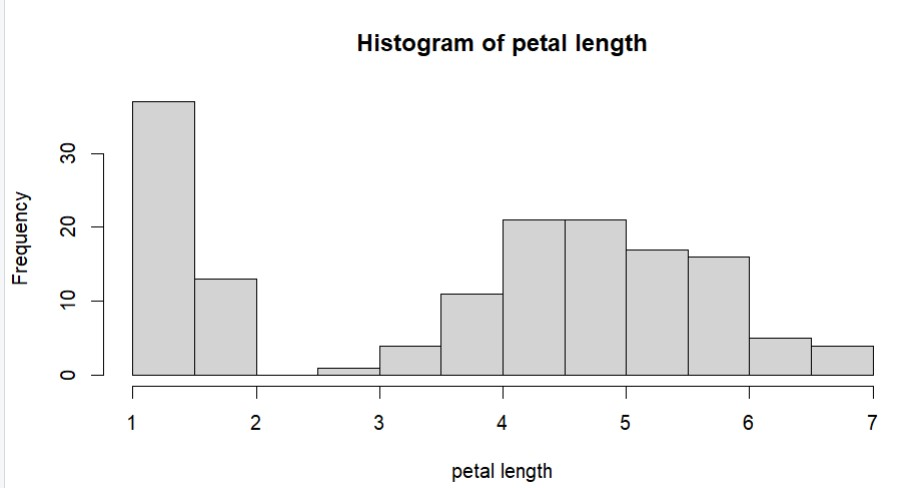 Histogram of petal length
Frequency
30
20
10
0
1 2 3 4 5 6 7
petal length